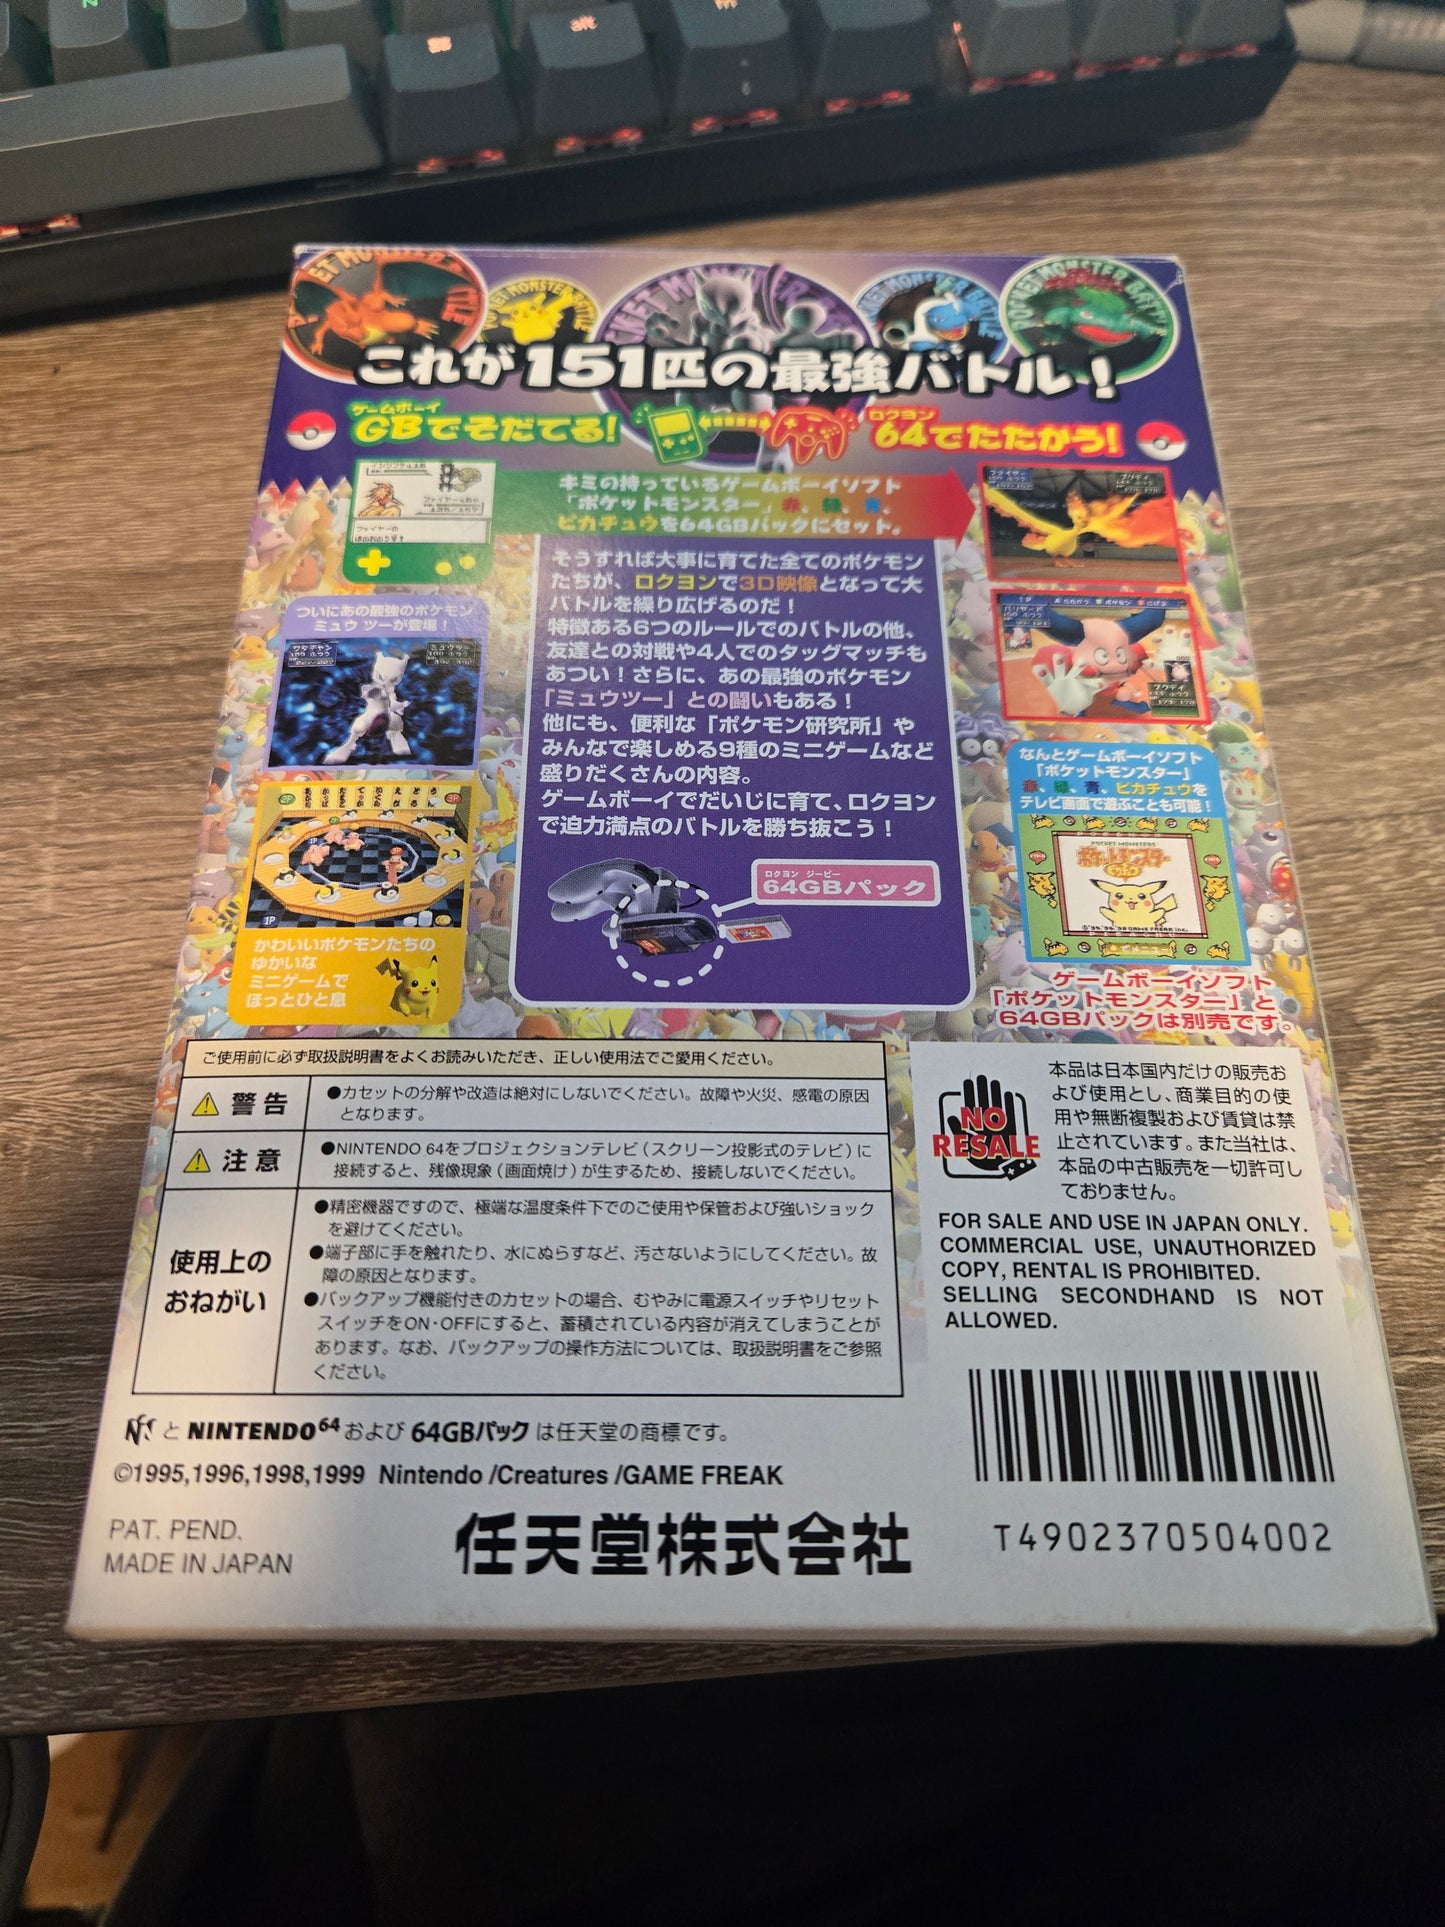 これが151匹の最強バトル!
ゲームボーイ
GBでそだてる!
ロクヨン
64でたたかう!
キミの持っているゲームボーイソフト
「ポケットモンスター」赤、緑、青、
ピカチュウを64GBパックにセット。
そうすれば大事に育てた全てのポケモン
たちが、ロクヨンで3D映像となって大
バトルを繰り広げるのだ!
特徴ある6つのルールでのバトルの他、
友達との対戦や4人でのタッグマッチも
あつい!さらに、あの最強のポケモン
「ミュウツー」との闘いもある!
他にも、便利な「ポケモン研究所」や
みんなで楽しめる9種のミニゲームなど
盛りだくさんの内容。
ゲームボーイでだいじに育て、ロクヨン
で迫力満点のバトルを勝ち抜こう!
ロクヨン ジービー
64GBパック
ついにあの最強のポケモン
ミュウ ツーが登場!
かわいいポケモンたちの
ゆかいな
ミニゲームで
ほっとひと息
なんとゲームボーイソフト
「ポケットモンスター」
赤、緑、青、ピカチュウを
テレビ画面で遊ぶことも可能!
POCKET MONSTERS
ポケットモンスター
ゲームボーイソフト
「ポケットモンスター」と
64GBパックは別売です。
ご使用前に必ず取扱説明書をよくお読みいただき、正しい使用法でご愛用ください。
警告
●カセットの分解や改造は絶対にしないでください。故障や火災、感電の原因
となります。
注意
●NINTENDO 64をプロジェクションテレビ(スクリーン投影式のテレビ)に
接続すると、残像現象(画面焼け)が生ずるため、接続しないでください。
使用上の
おねがい
●精密機器ですので、極端な温度条件下でのご使用や保管および強いショック
を避けてください。
●端子部に手を触れたり、水にぬらすなど、汚さないようにしてください。故
障の原因となります。
●バックアップ機能付きのカセットの場合、むやみに電源スイッチやリセット
スイッチをON・OFFにすると、蓄積されている内容が消えてしまうことが
あります。なお、バックアップの操作方法については、取扱説明書をご参照
ください。
NO
RESALE
本品は日本国内だけの販売お
よび使用とし、商業目的の使
用や無断複製および賃貸は禁
止されています。また当社は、
本品の中古販売を一切許可し
ておりません。
FOR SALE AND USE IN JAPAN ONLY.
COMMERCIAL USE, UNAUTHORIZED
COPY, RENTAL IS PROHIBITED.
SELLING SECONDHAND IS NOT
ALLOWED.
と NINTENDO64 および 64GBパック は任天堂の商標です。
©1995,1996,1998,1999 Nintendo /Creatures /GAME FREAK
PAT. PEND.
MADE IN JAPAN
任天堂株式会社
T4902370504002